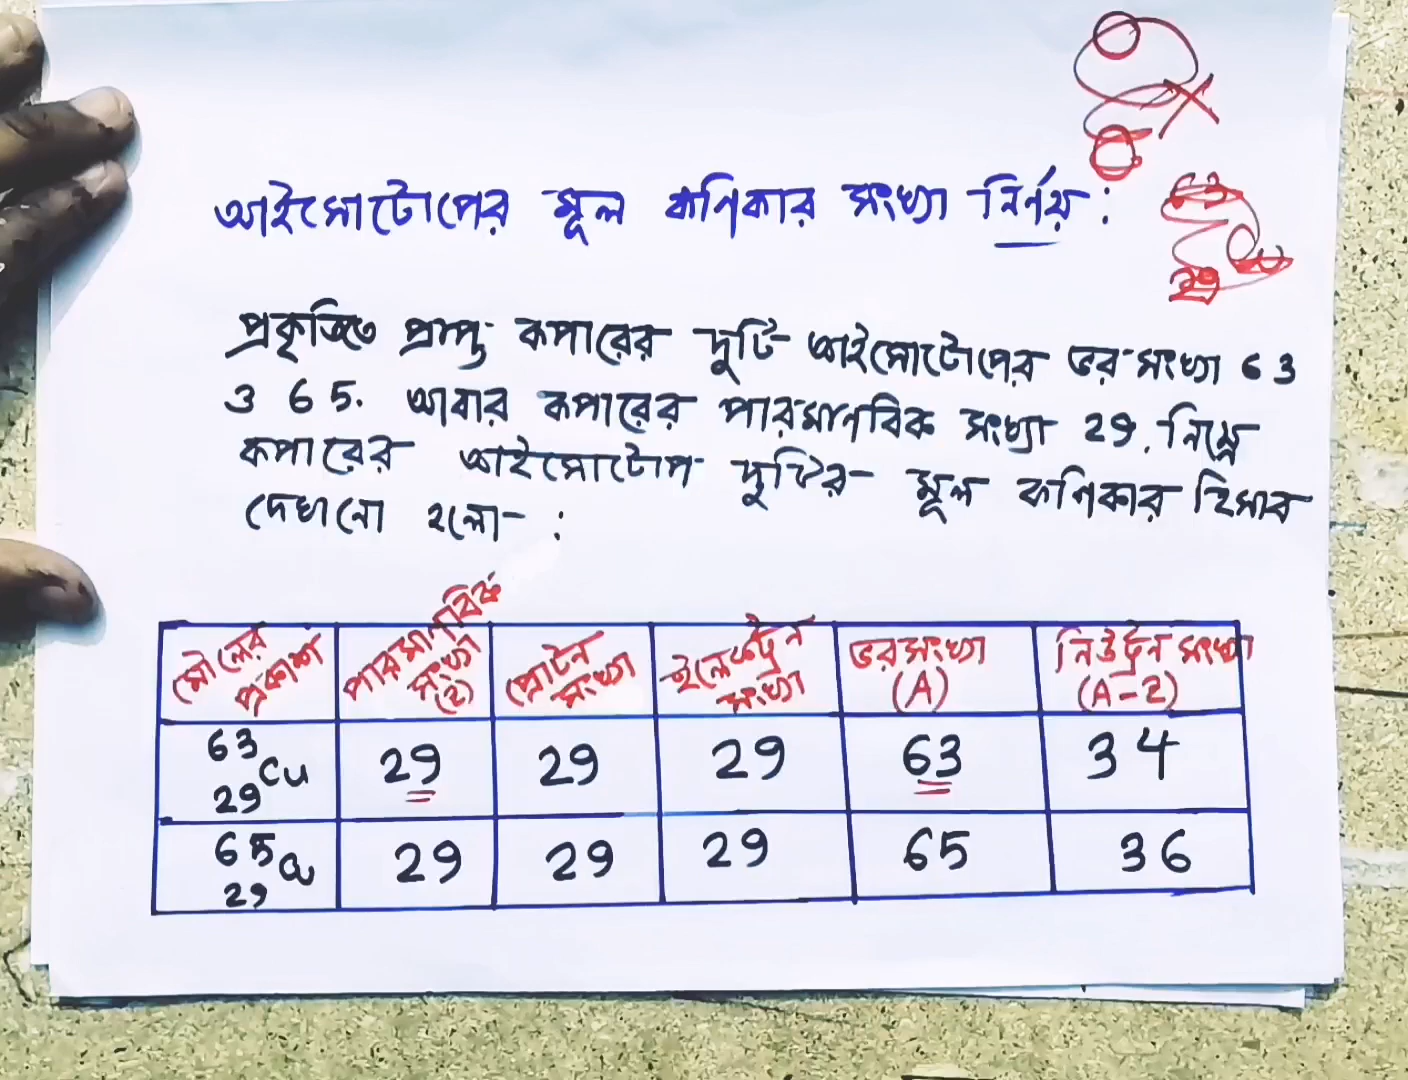 আইসোটোপের মূল কণিকার সংখ্যা নির্ণয় :
63
29
প্রকৃতিতে প্রাপ্ত কপারের দুটি আইসোটোপের ভর সংখ্যা 63
ও 65. আবার কপারের পারমাণবিক সংখ্যা 29. নিম্নে
কপারের আইসোটোপ দুটির মূল কণিকার হিসাব
দেখানো হলো :
মৌলের প্রকাশ পারমাণবিক সংখ্যা (Z) প্রোটন সংখ্যা ইলেকট্রন সংখ্যা ভরসংখ্যা (A) নিউট্রন সংখ্যা (A-Z)
63 29 Cu 29 29 29 63 34
65 29 Cu 29 29 29 65 36